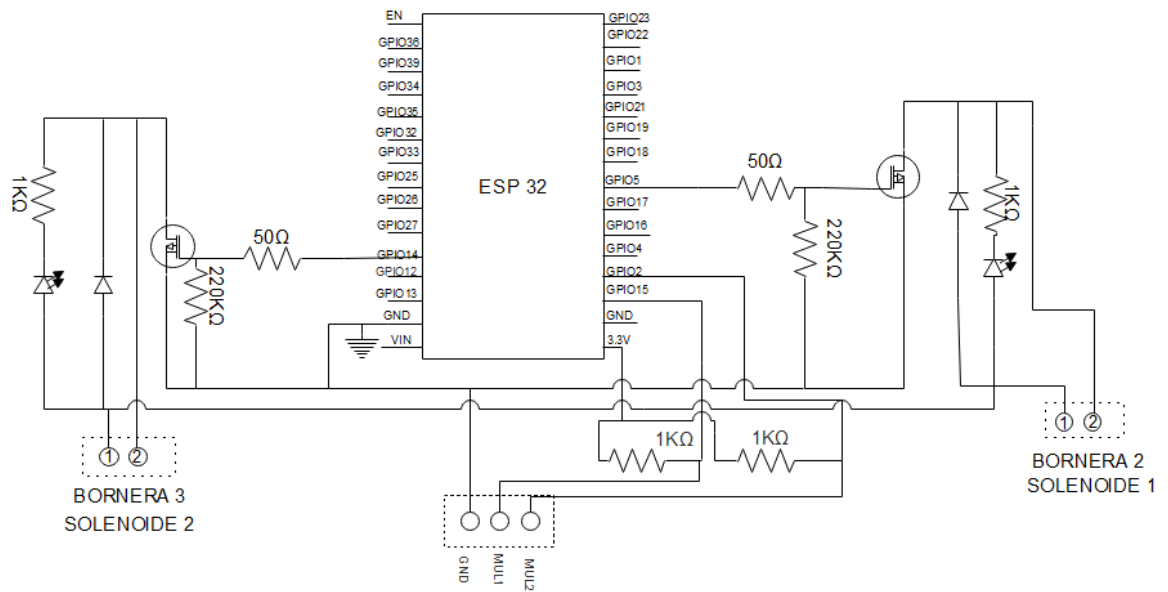 EN
GPIO36
GPIO39
GPIO34
GPIO35
GPIO32
GPIO33
GPIO25
GPIO26
GPIO27
GPIO14
GPIO12
GPIO13
GND
VIN
ESP 32
GPIO23
GPIO22
GPIO1
GPIO3
GPIO21
GPIO19
GPIO18
GPIO5
GPIO17
GPIO16
GPIO4
GPIO2
GPIO15
GND
3.3V
1KΩ
50Ω
220KΩ
50Ω
220KΩ
1KΩ
1KΩ
1KΩ
1
2
BORNERA 3
SOLENOIDE 2
1
2
BORNERA 2
SOLENOIDE 1
GND
MUL1
MUL2